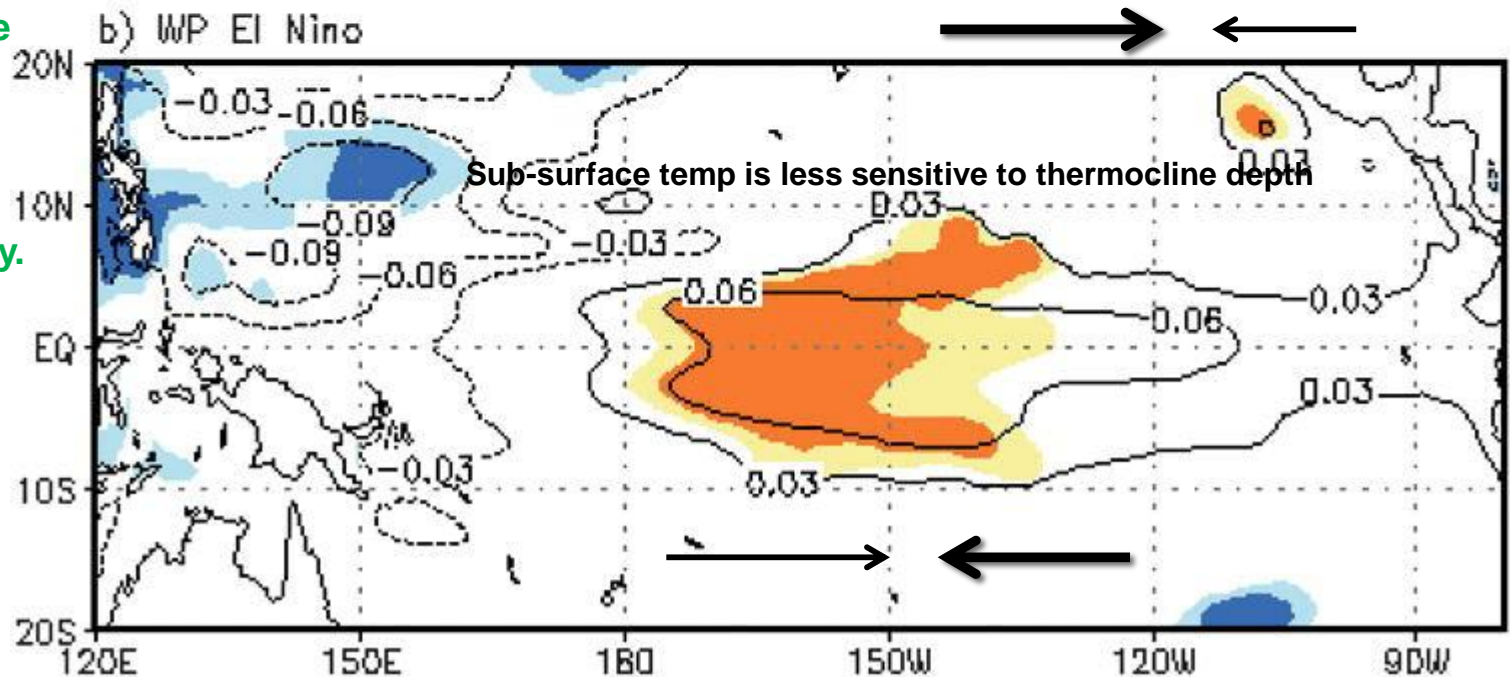 e
b) WP El Nino
20N
-0.03
-0.06
0.03
Sub-surface temp is less sensitive to thermocline depth
10N
-0.09
0.03
y.
-0.09
-0.03
-0.06
0.06
0.03
0.06
EQ
0.03
-0.03
0.03
10S
20S
120E
150E
180
150W
120W
90W